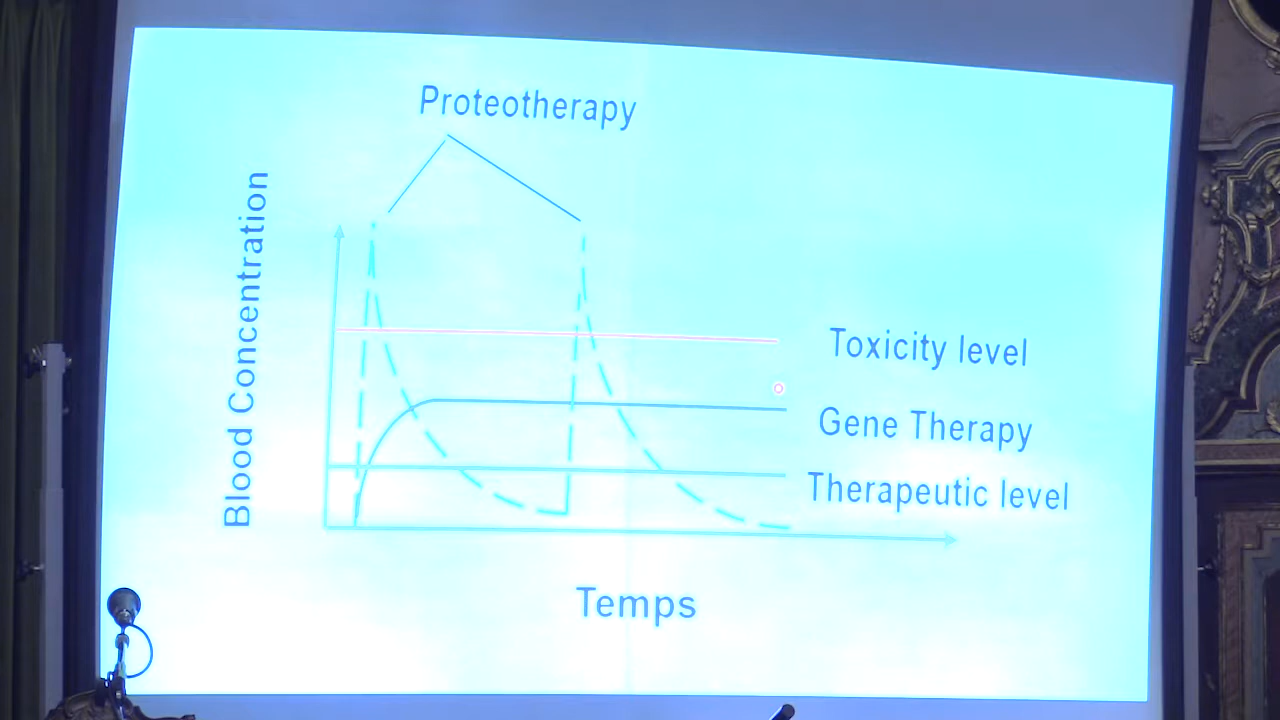 Proteotherapy
Blood Concentration
Toxicity level
Gene Therapy
Therapeutic level
Temps